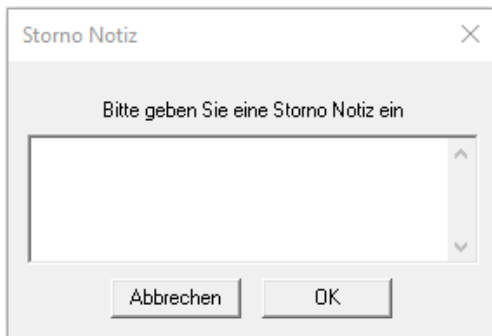 Storno Notiz
Bitte geben Sie eine Storno Notiz ein
Abbrechen OK